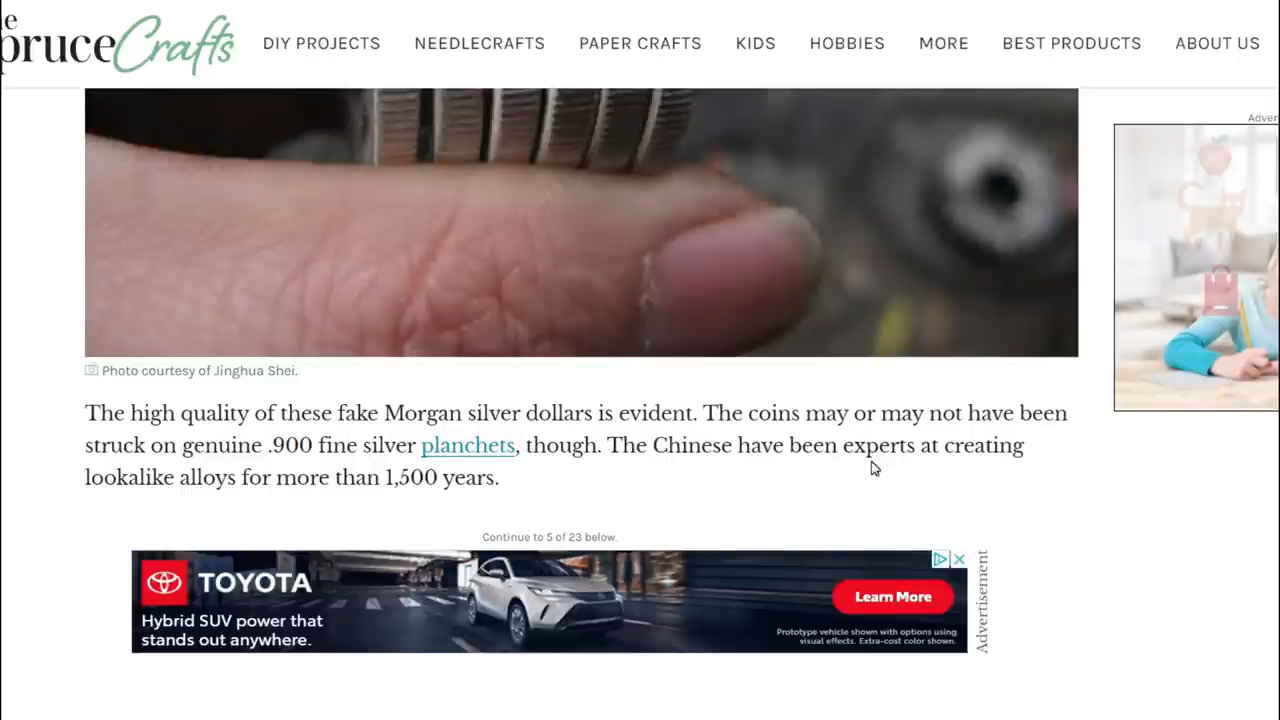 he
pruceCrafts
DIY PROJECTS NEEDLECRAFTS PAPER CRAFTS KIDS HOBBIES MORE BEST PRODUCTS ABOUT US
Adver
Photo courtesy of Jinghua Shei.
The high quality of these fake Morgan silver dollars is evident. The coins may or may not have been
struck on genuine .900 fine silver planchets, though. The Chinese have been experts at creating
lookalike alloys for more than 1,500 years.
Continue to 5 of 23 below.
TOYOTA
Hybrid SUV power that
stands out anywhere.
Learn More
Prototype vehicle shown with options using
visual effects. Extra-cost color shown.
Advertisement